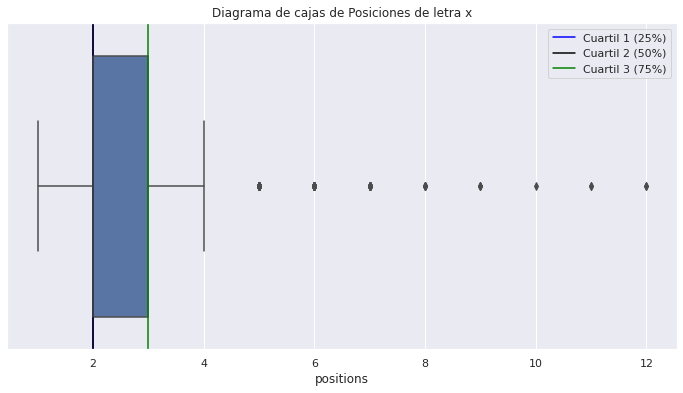 Diagrama de cajas de Posiciones de letra x
Cuartil 1 (25%)
Cuartil 2 (50%)
Cuartil 3 (75%)
2 4 6 8 10 12
positions